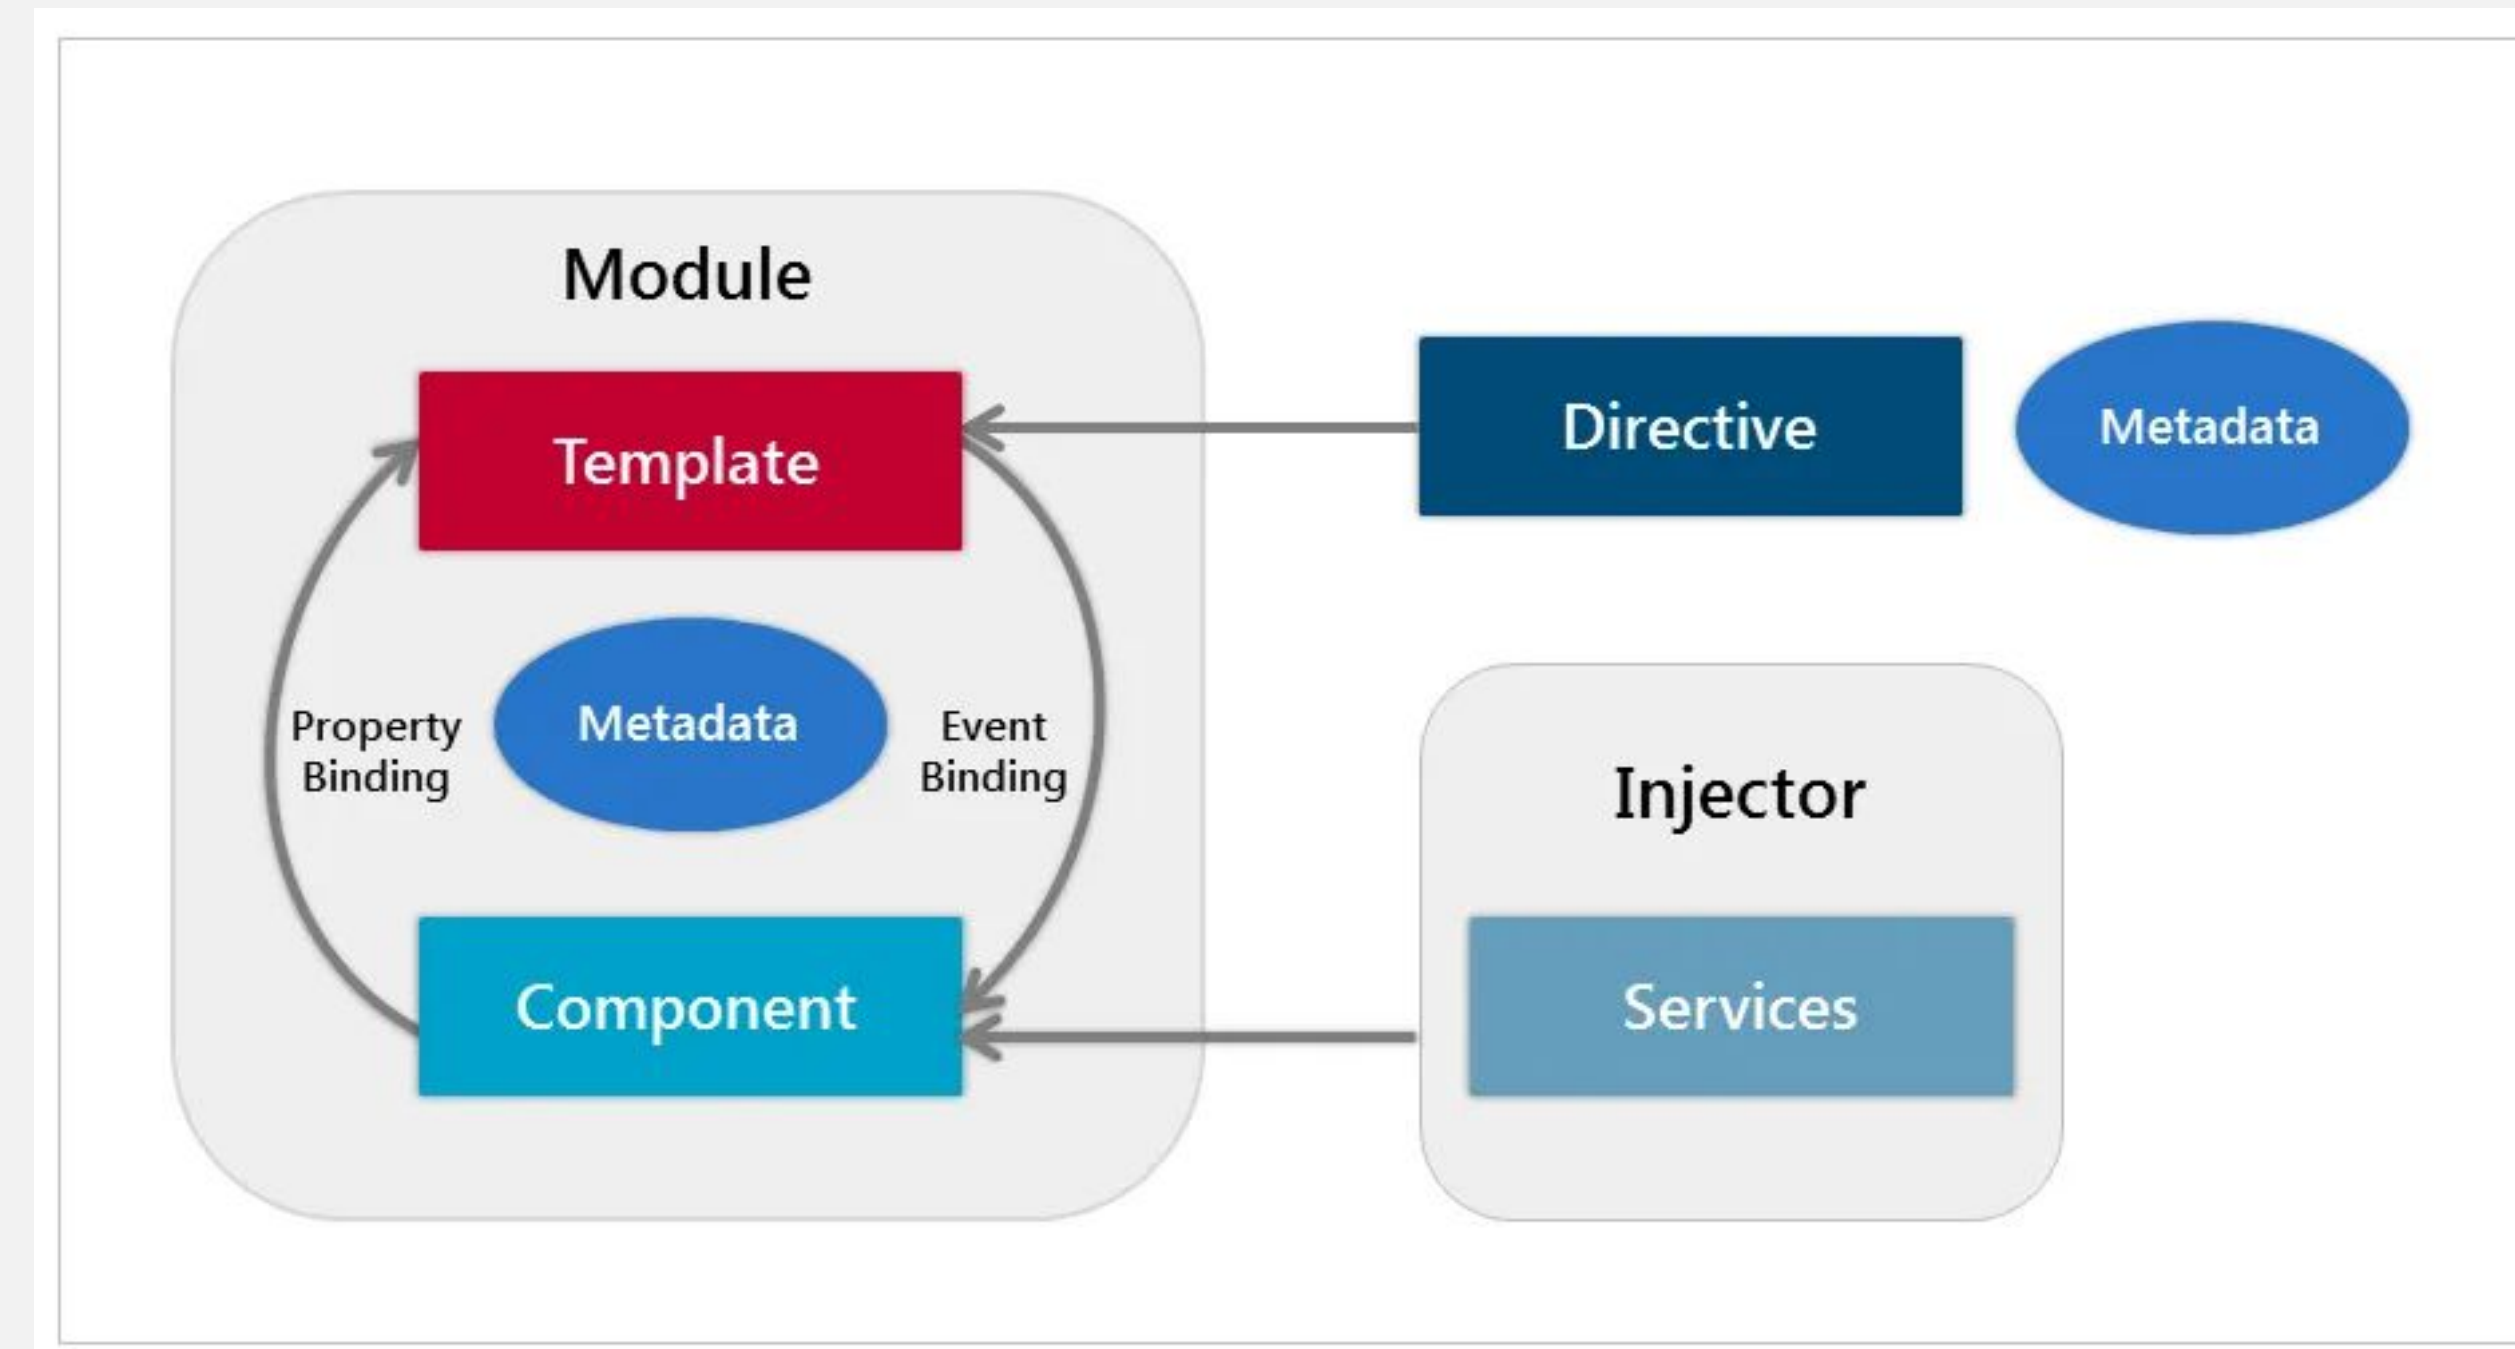 Module
Template
Directive
Metadata
Property
Binding
Metadata
Event
Binding
Injector
Component
Services